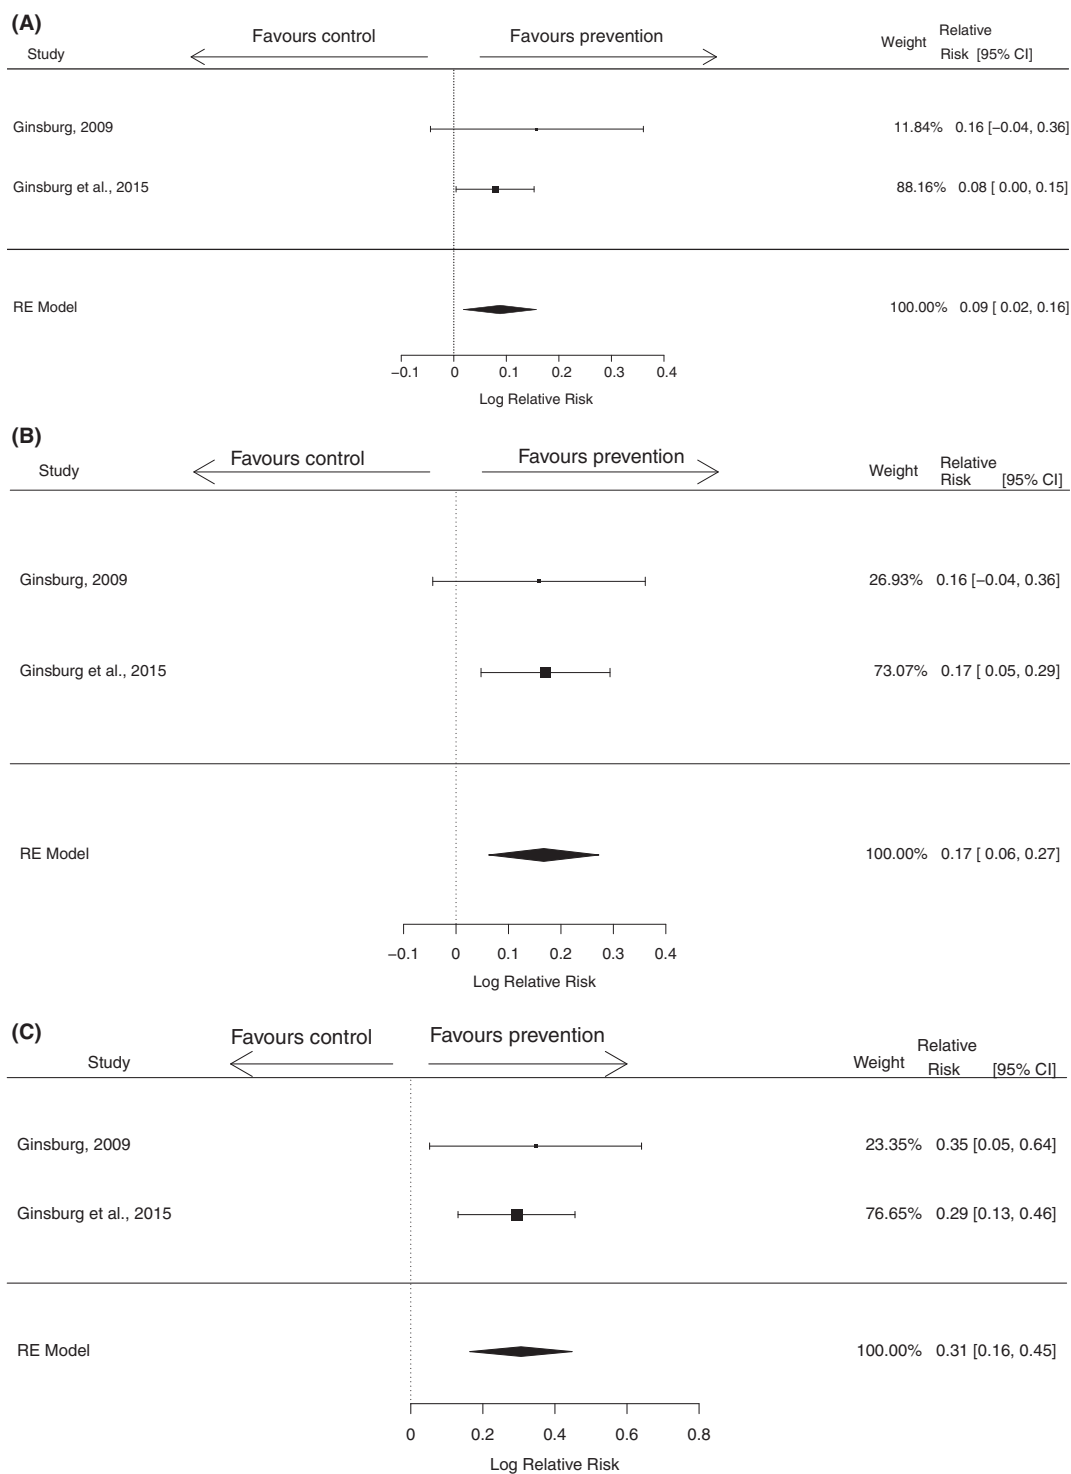 (A)
Favours control Favours prevention
Study Weight Relative
Risk [95% CI]
Ginsburg, 2009 11.84% 0.16 [−0.04, 0.36]
Ginsburg et al., 2015 88.16% 0.08 [ 0.00, 0.15]
RE Model 100.00% 0.09 [ 0.02, 0.16]
−0.1 0 0.1 0.2 0.3 0.4
Log Relative Risk
(B)
Favours control Favours prevention
Study Weight Relative
Risk [95% CI]
Ginsburg, 2009 26.93% 0.16 [−0.04, 0.36]
Ginsburg et al., 2015 73.07% 0.17 [ 0.05, 0.29]
RE Model 100.00% 0.17 [ 0.06, 0.27]
−0.1 0 0.1 0.2 0.3 0.4
Log Relative Risk
(C)
Favours control Favours prevention
Study Weight Relative
Risk [95% CI]
Ginsburg, 2009 23.35% 0.35 [0.05, 0.64]
Ginsburg et al., 2015 76.65% 0.29 [0.13, 0.46]
RE Model 100.00% 0.31 [0.16, 0.45]
0 0.2 0.4 0.6 0.8
Log Relative Risk